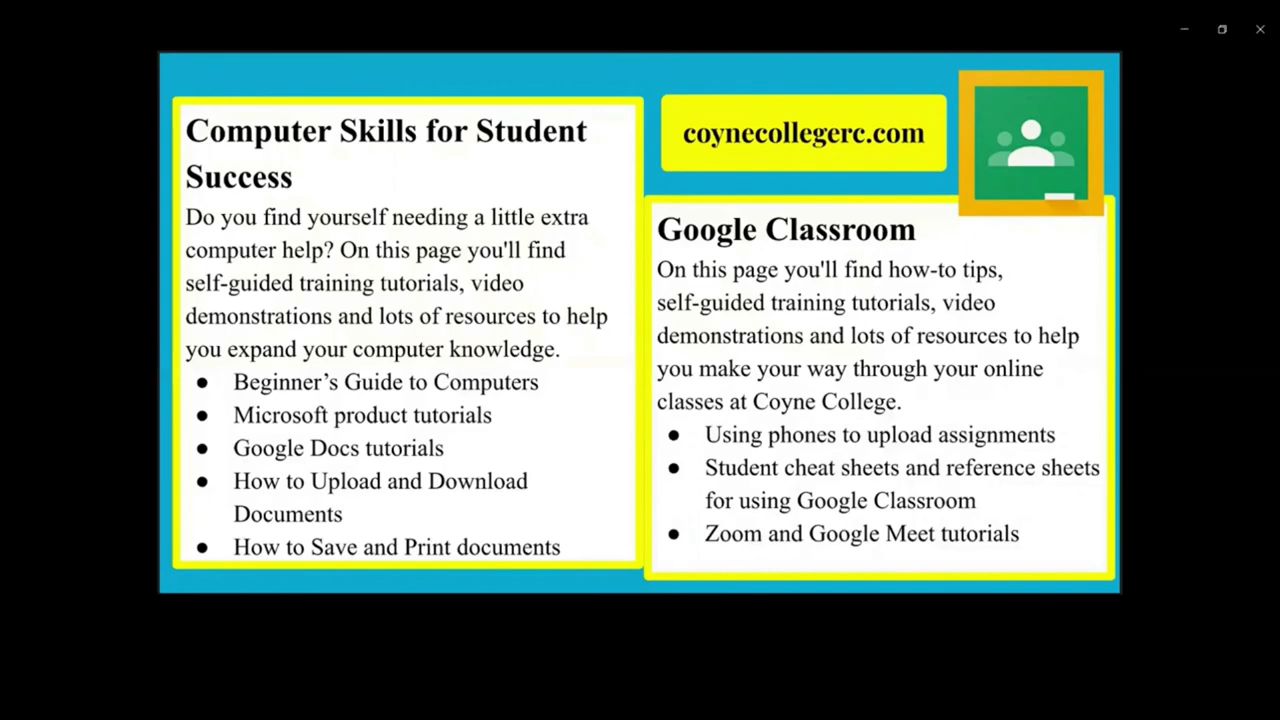 Computer Skills for Student
Success
Do you find yourself needing a little extra
computer help? On this page you'll find
self-guided training tutorials, video
demonstrations and lots of resources to help
you expand your computer knowledge.
● Beginner’s Guide to Computers
● Microsoft product tutorials
● Google Docs tutorials
● How to Upload and Download
Documents
● How to Save and Print documents
coynecollegerc.com
Google Classroom
On this page you'll find how-to tips,
self-guided training tutorials, video
demonstrations and lots of resources to help
you make your way through your online
classes at Coyne College.
● Using phones to upload assignments
● Student cheat sheets and reference sheets
for using Google Classroom
● Zoom and Google Meet tutorials